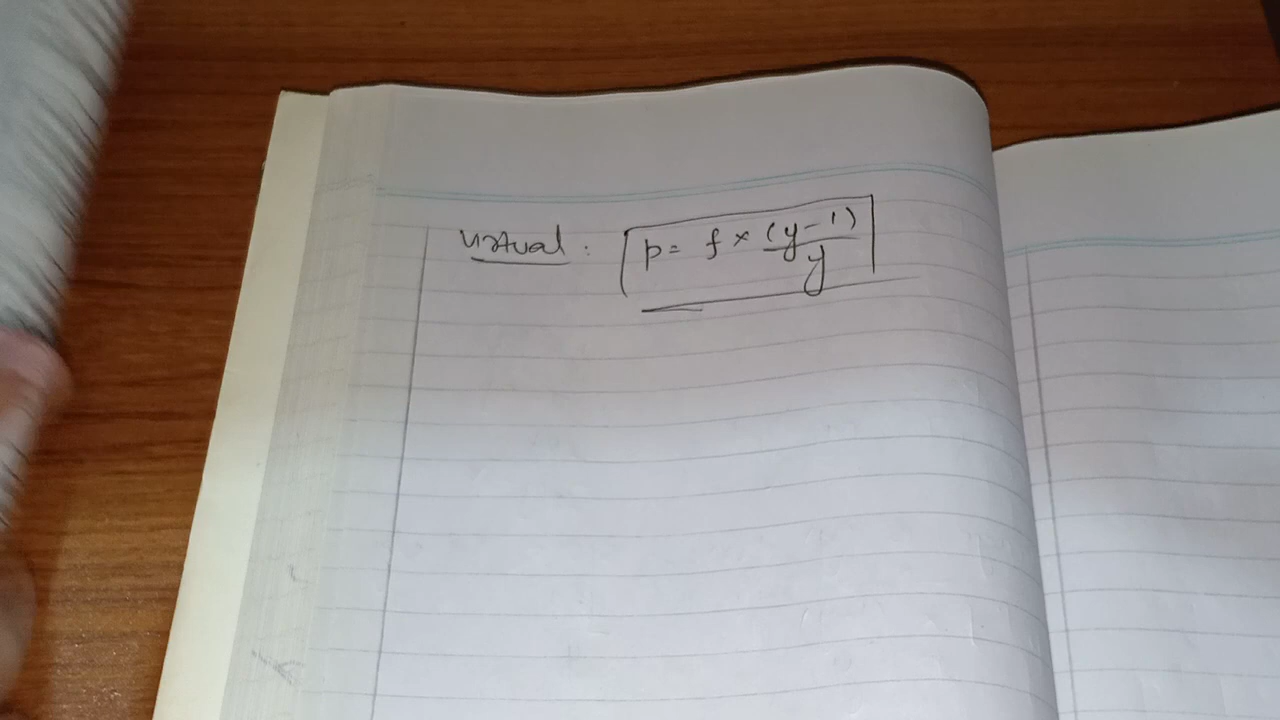 virtual : p = f × (y-1)/y